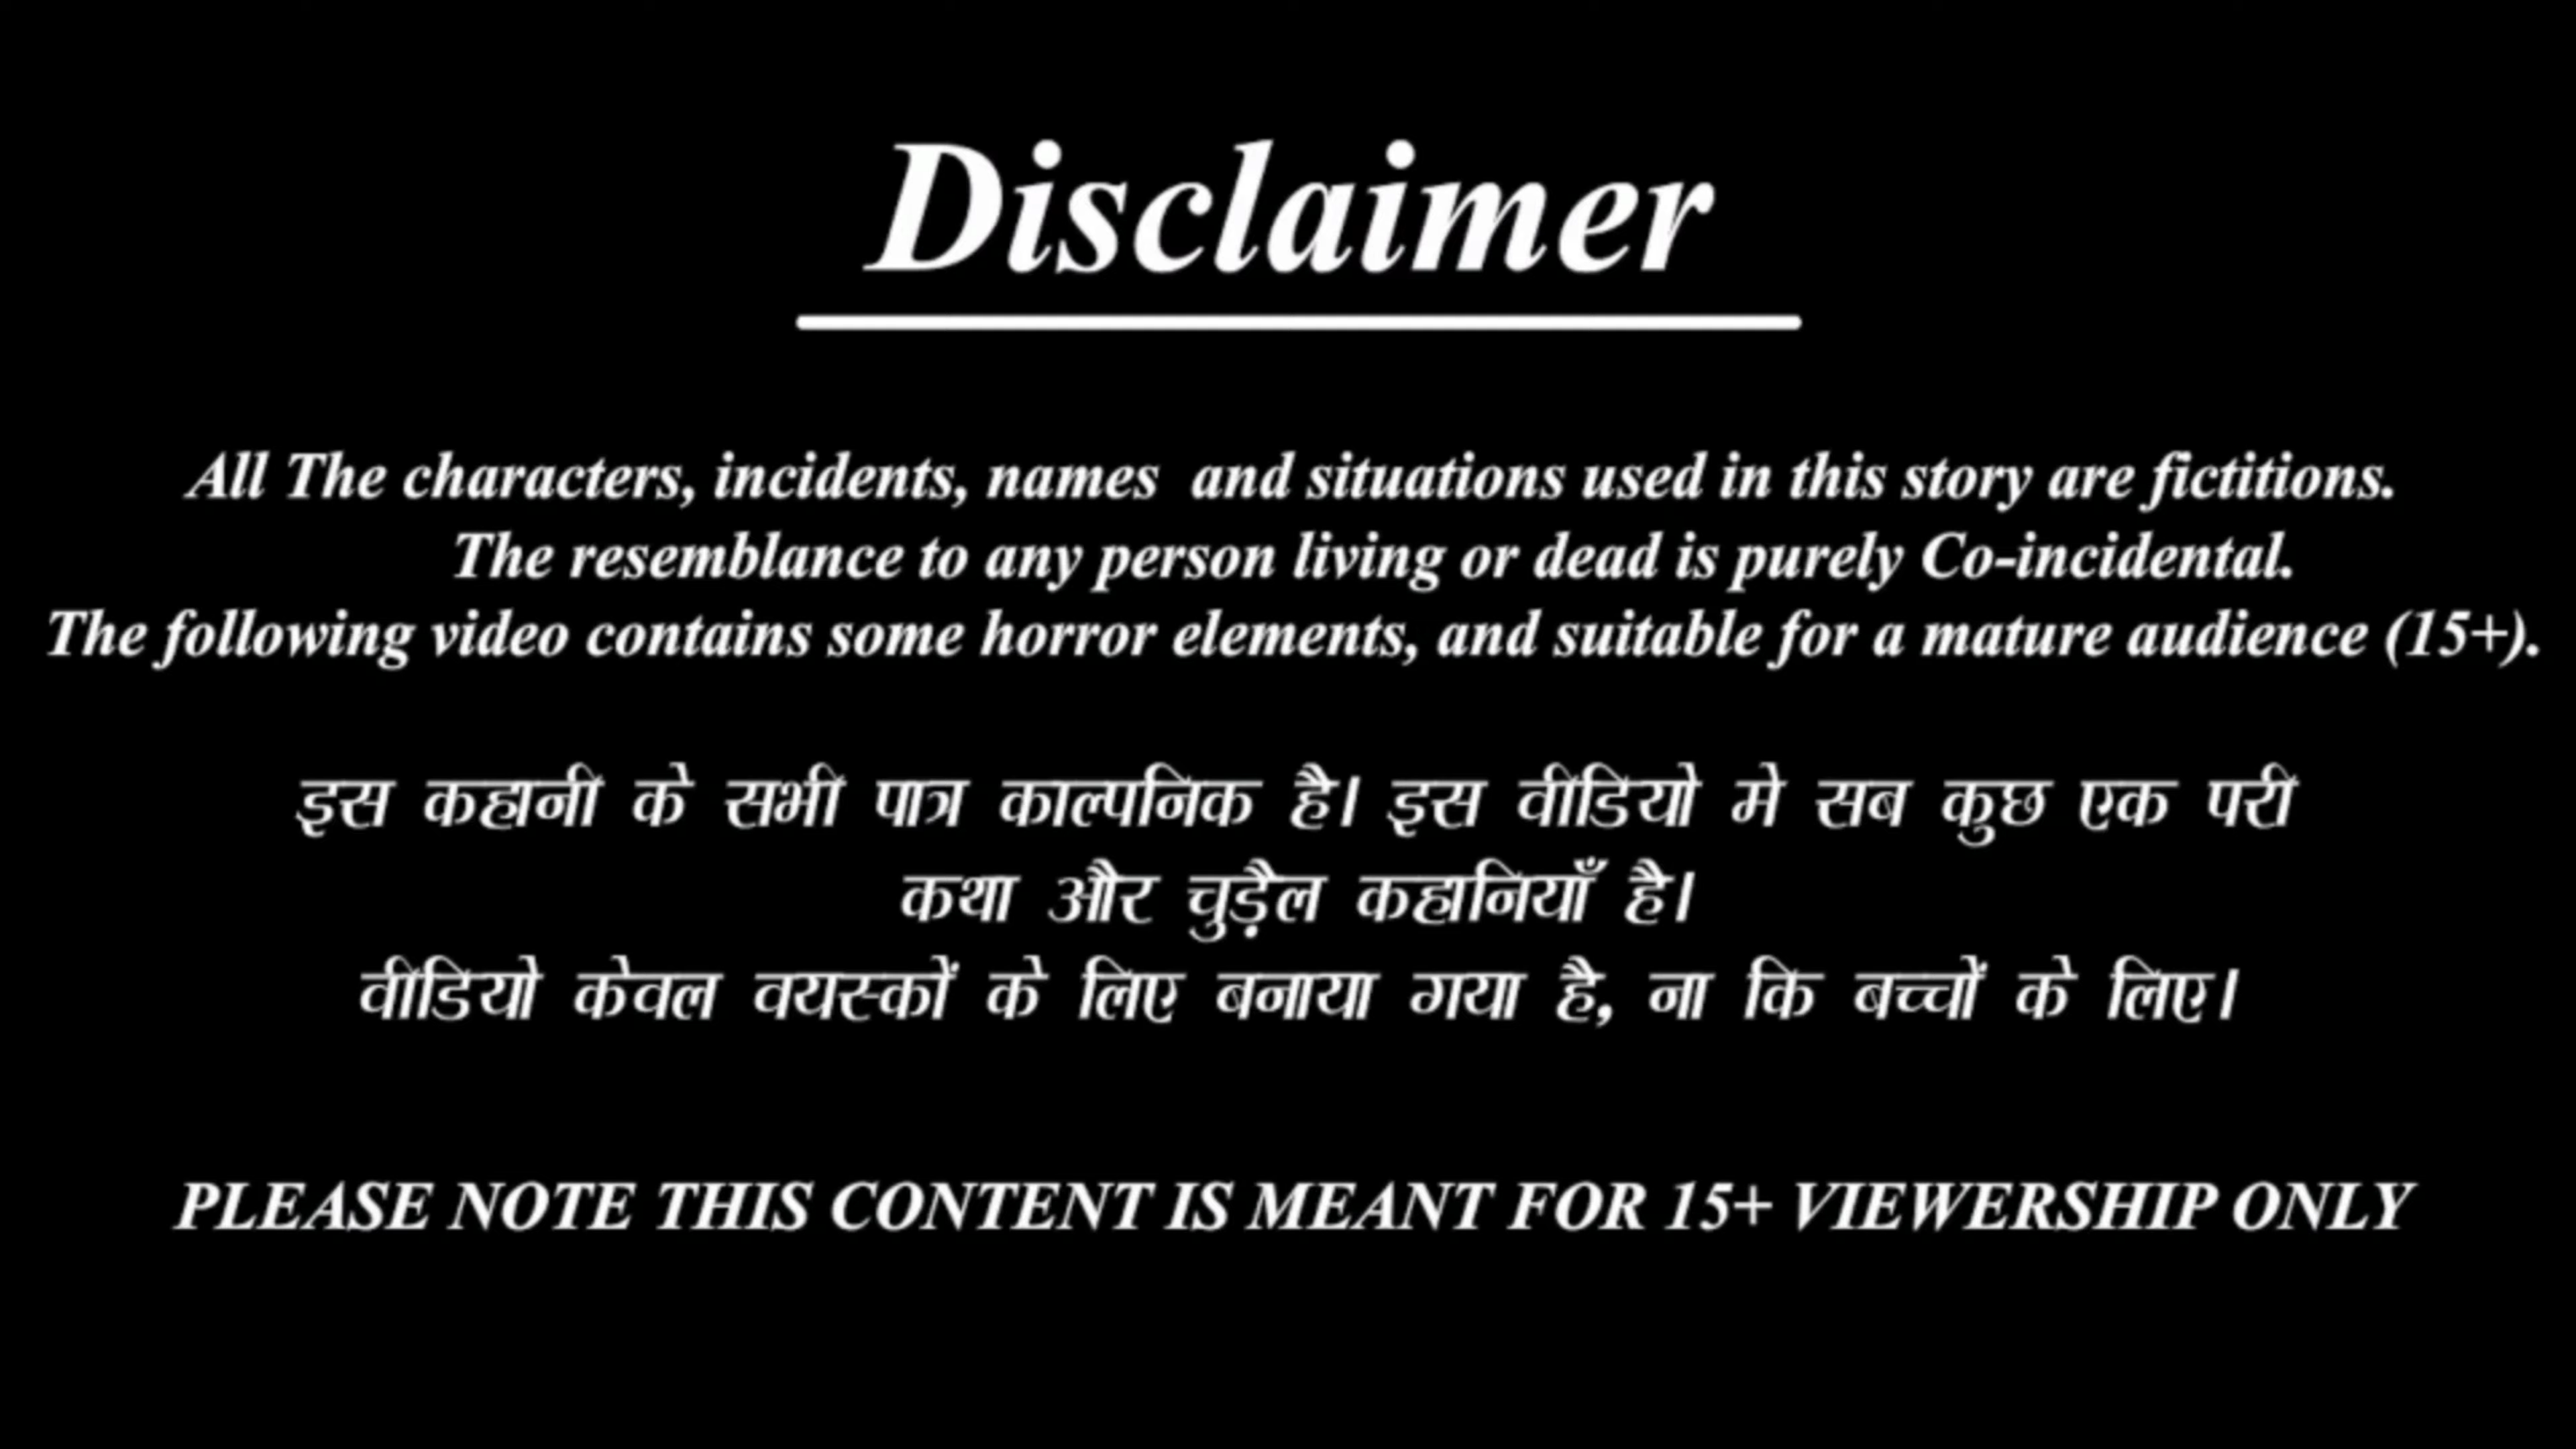 Disclaimer
All The characters, incidents, names and situations used in this story are fictitions.
The resemblance to any person living or dead is purely Co-incidental.
The following video contains some horror elements, and suitable for a mature audience (15+).
इस कहानी के सभी पात्र काल्पनिक है। इस वीडियो मे सब कुछ एक परी
कथा और चुड़ैल कहानियाँ है।
वीडियो केवल वयस्कों के लिए बनाया गया है, ना कि बच्चों के लिए।
PLEASE NOTE THIS CONTENT IS MEANT FOR 15+ VIEWERSHIP ONLY